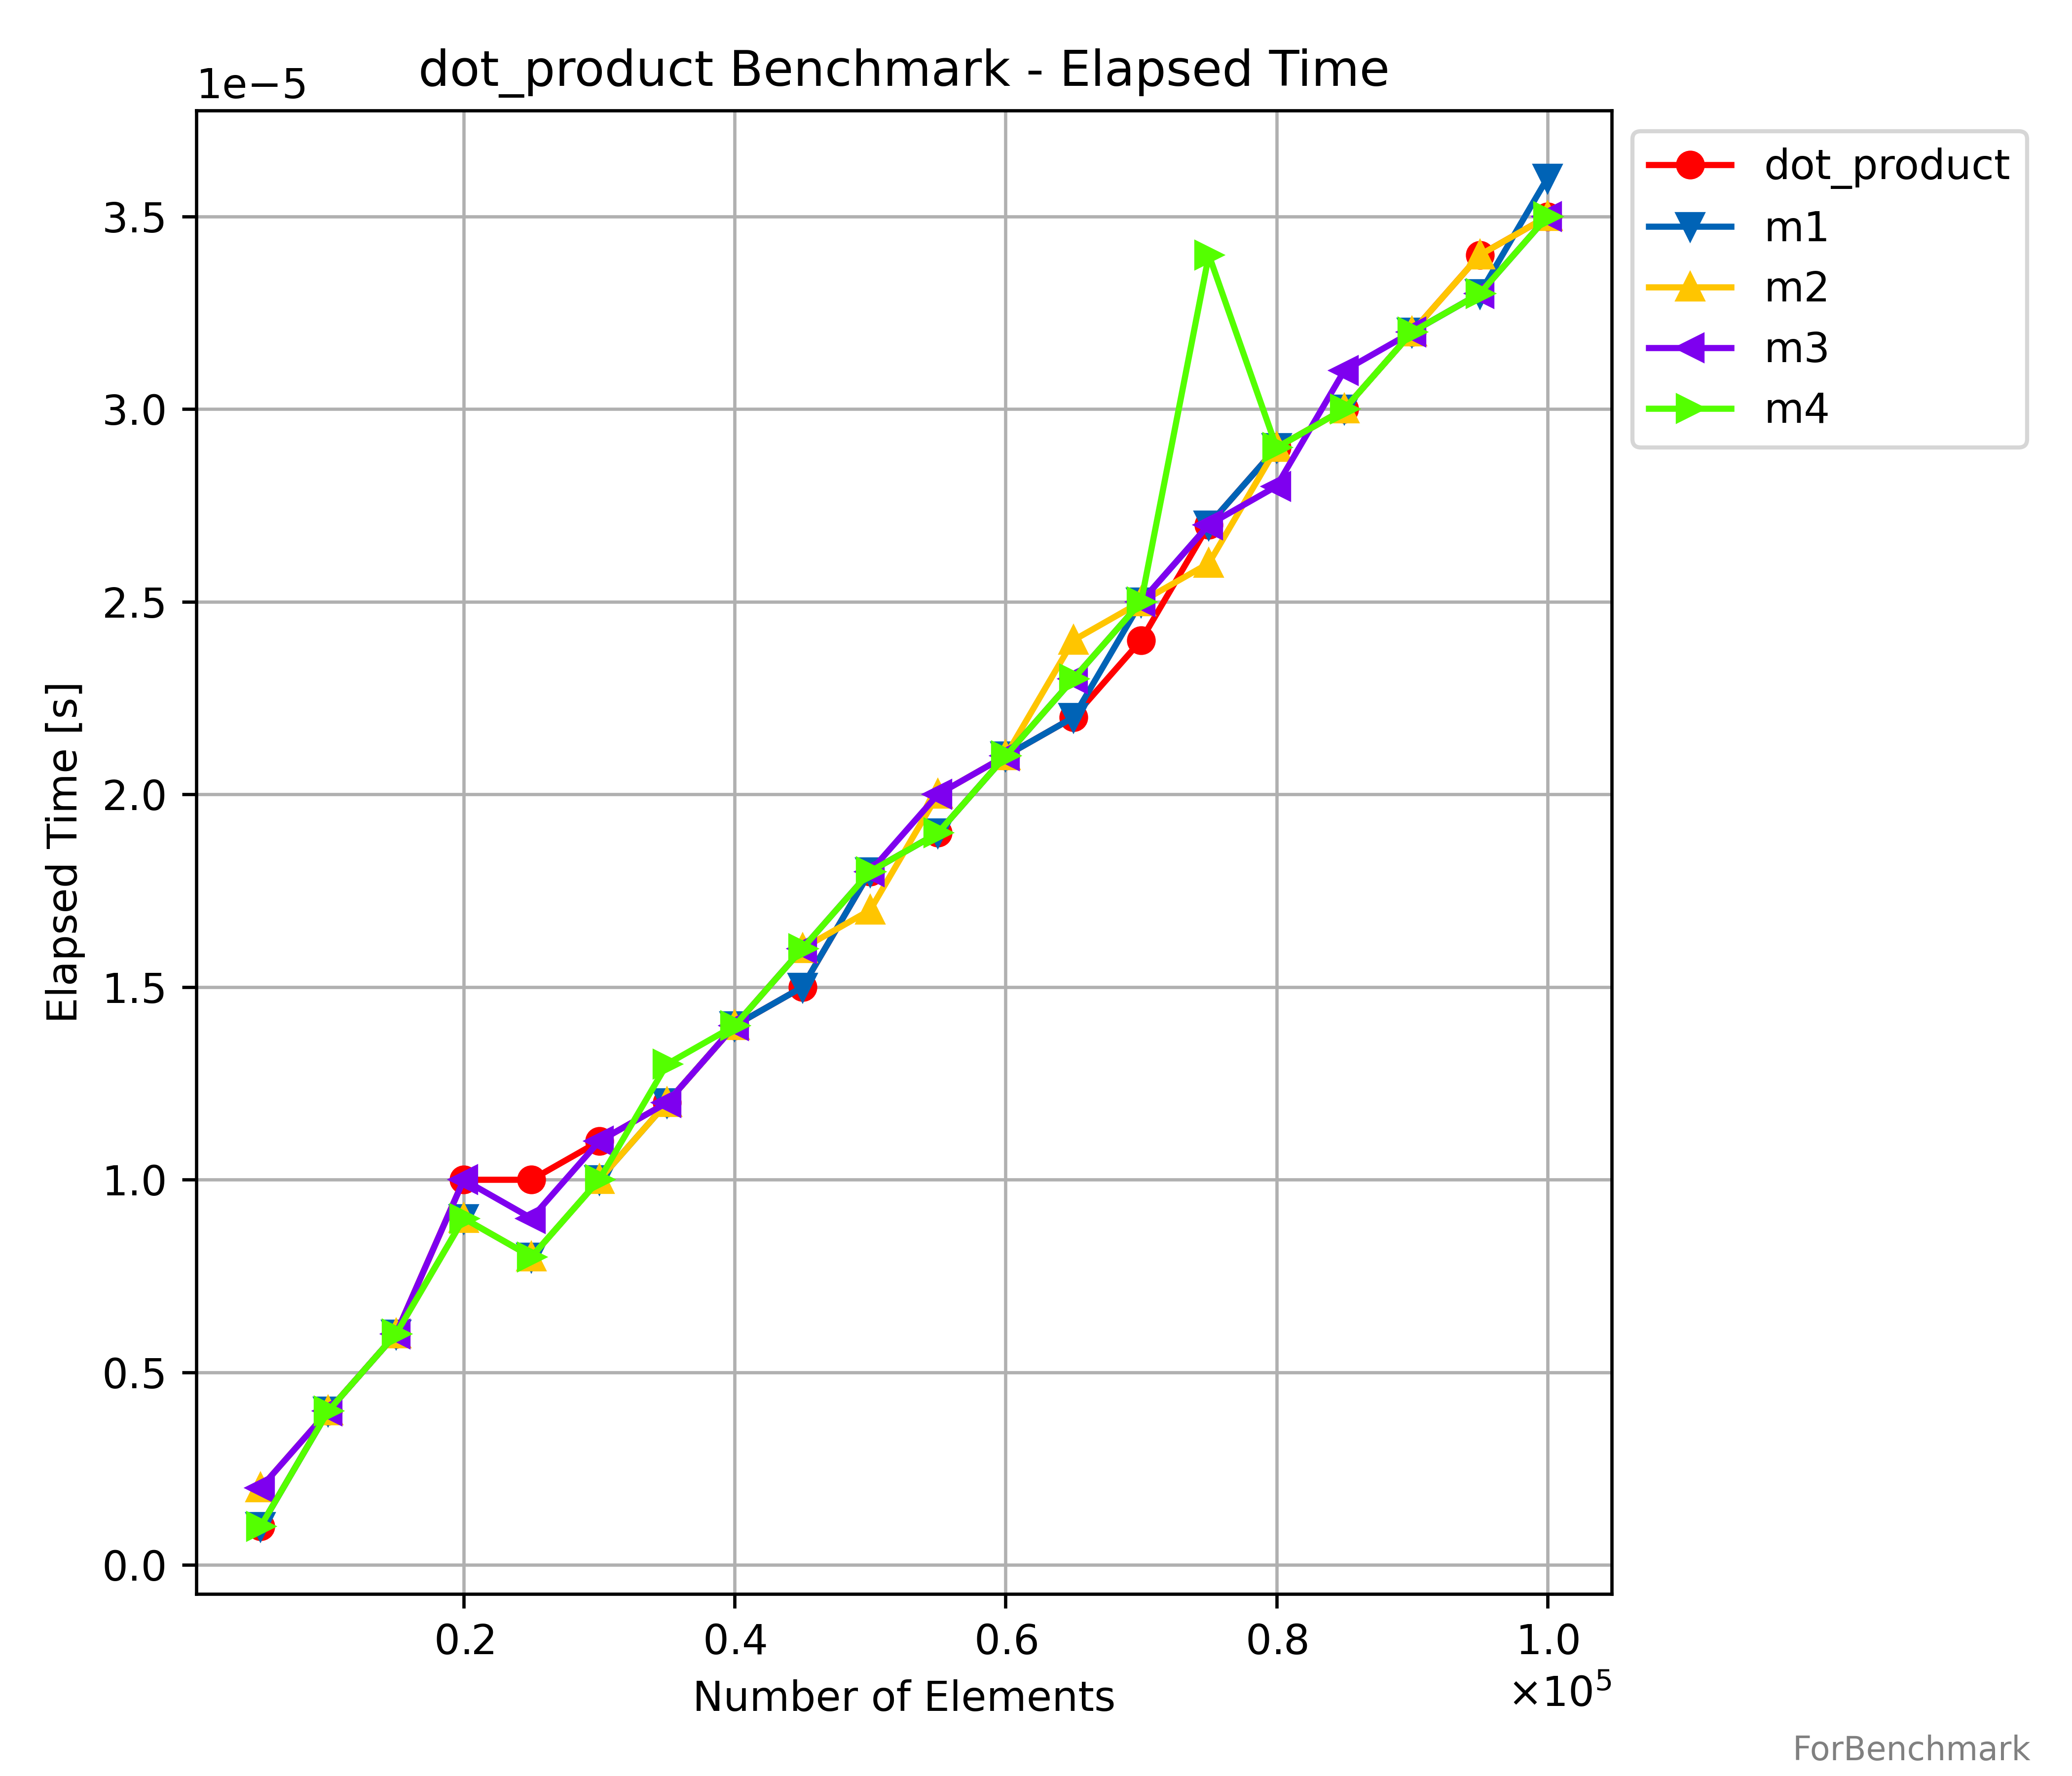 dot_product Benchmark - Elapsed Time
1e−5
3.5
3.0
2.5
2.0
1.5
1.0
0.5
0.0
Elapsed Time [s]
0.2 0.4 0.6 0.8 1.0
×10⁵
Number of Elements
dot_product
m1
m2
m3
m4
ForBenchmark